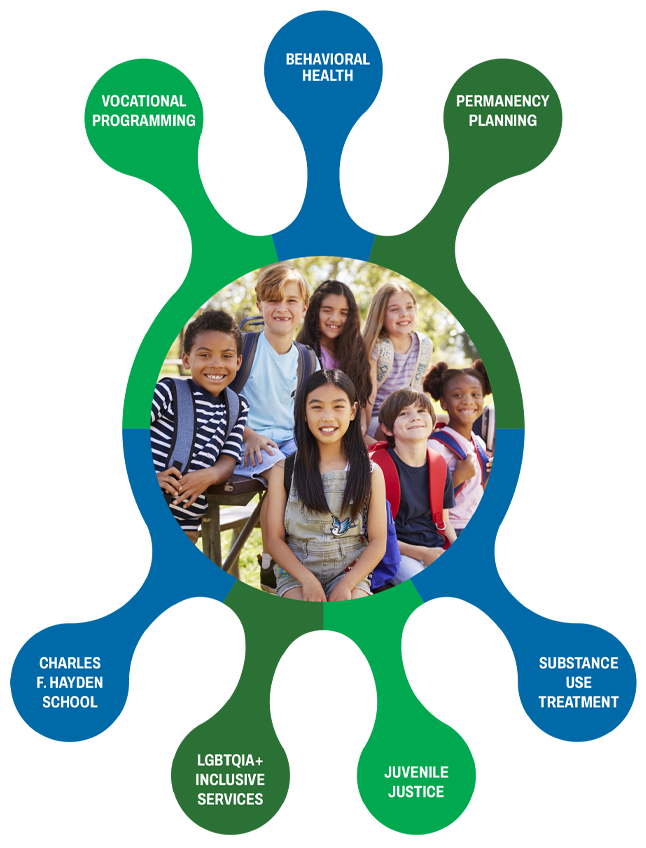 BEHAVIORAL
HEALTH
VOCATIONAL
PROGRAMMING
PERMANENCY
PLANNING
CHARLES
F. HAYDEN
SCHOOL
SUBSTANCE
USE
TREATMENT
LGBTQIA+
INCLUSIVE
SERVICES
JUVENILE
JUSTICE